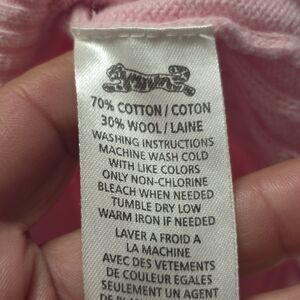 70% COTTON / COTON
30% WOOL / LAINE
WASHING INSTRUCTIONS
MACHINE WASH COLD
WITH LIKE COLORS
ONLY NON-CHLORINE
BLEACH WHEN NEEDED
TUMBLE DRY LOW
WARM IRON IF NEEDED
LAVER A FROID A
LA MACHINE
AVEC DES VETEMENTS
DE COULEUR EGALES
SEULEMENT UN AGENT